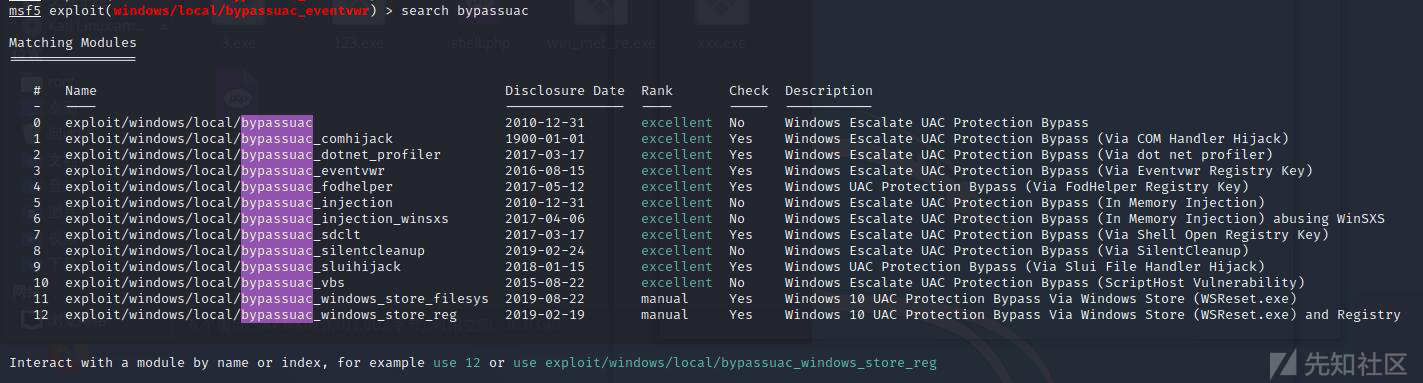 msf5 exploit(windows/local/bypassuac_eventvwr) > search bypassuac
Matching Modules
================
#  Name  Disclosure Date  Rank  Check  Description
-  ----  ---------------  ----  -----  -----------
0  exploit/windows/local/bypassuac  2010-12-31  excellent  No  Windows Escalate UAC Protection Bypass
1  exploit/windows/local/bypassuac_comhijack  1900-01-01  excellent  Yes  Windows Escalate UAC Protection Bypass (Via COM Handler Hijack)
2  exploit/windows/local/bypassuac_dotnet_profiler  2017-03-17  excellent  Yes  Windows Escalate UAC Protection Bypass (Via dot net profiler)
3  exploit/windows/local/bypassuac_eventvwr  2016-08-15  excellent  Yes  Windows Escalate UAC Protection Bypass (Via Eventvwr Registry Key)
4  exploit/windows/local/bypassuac_fodhelper  2017-05-12  excellent  Yes  Windows UAC Protection Bypass (Via FodHelper Registry Key)
5  exploit/windows/local/bypassuac_injection  2010-12-31  excellent  No  Windows Escalate UAC Protection Bypass (In Memory Injection)
6  exploit/windows/local/bypassuac_injection_winsxs  2017-04-06  excellent  No  Windows Escalate UAC Protection Bypass (In Memory Injection) abusing WinSXS
7  exploit/windows/local/bypassuac_sdclt  2017-03-17  excellent  Yes  Windows Escalate UAC Protection Bypass (Via Shell Open Registry Key)
8  exploit/windows/local/bypassuac_silentcleanup  2019-02-24  excellent  No  Windows Escalate UAC Protection Bypass (Via SilentCleanup)
9  exploit/windows/local/bypassuac_sluihijack  2018-01-15  excellent  Yes  Windows UAC Protection Bypass (Via Slui File Handler Hijack)
10  exploit/windows/local/bypassuac_vbs  2015-08-22  excellent  No  Windows Escalate UAC Protection Bypass (ScriptHost Vulnerability)
11  exploit/windows/local/bypassuac_windows_store_filesys  2019-08-22  manual  Yes  Windows 10 UAC Protection Bypass Via Windows Store (WSReset.exe)
12  exploit/windows/local/bypassuac_windows_store_reg  2019-02-19  manual  Yes  Windows 10 UAC Protection Bypass Via Windows Store (WSReset.exe) and Registry
Interact with a module by name or index, for example use 12 or use exploit/windows/local/bypassuac_windows_store_reg
3.exe  123.exe  shell.php  win_met_re.exe  xxx.exe
先知社区